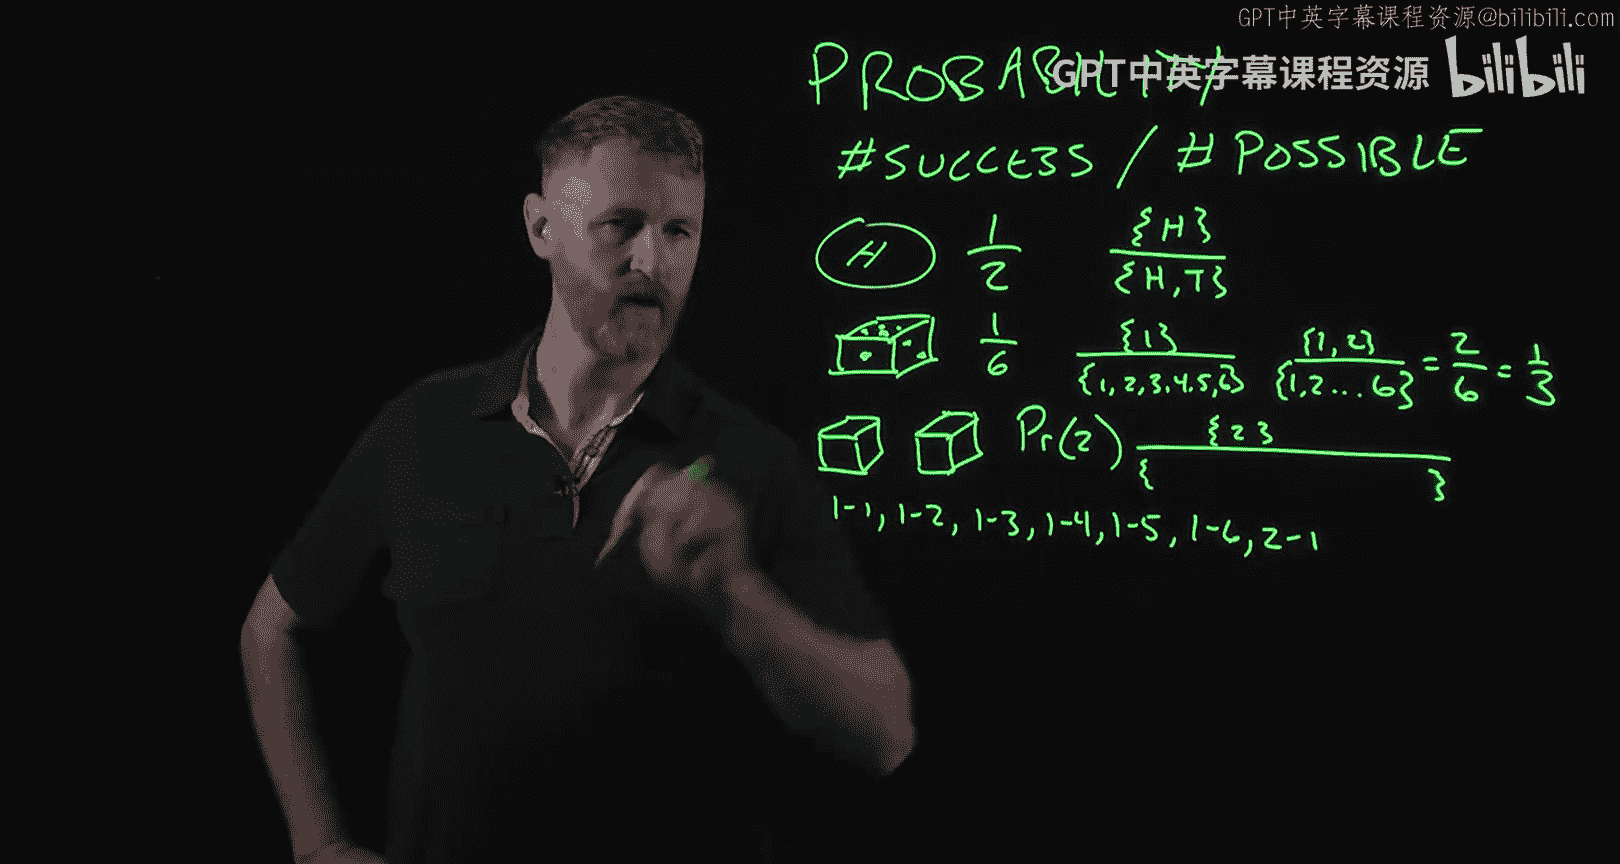 GPT中英字幕课程资源@bilibili.com
PROBABILITY
GPT中英字幕课程资源 bilibili
#SUCCESS / #POSSIBLE
H 1/2 {H}/{H,T}
1/6 {1}/{1,2,3,4,5,6} {1,2}/{1,2...6} = 2/6 = 1/3
Pr(2) {2}/{ }
1-1, 1-2, 1-3, 1-4, 1-5, 1-6, 2-1